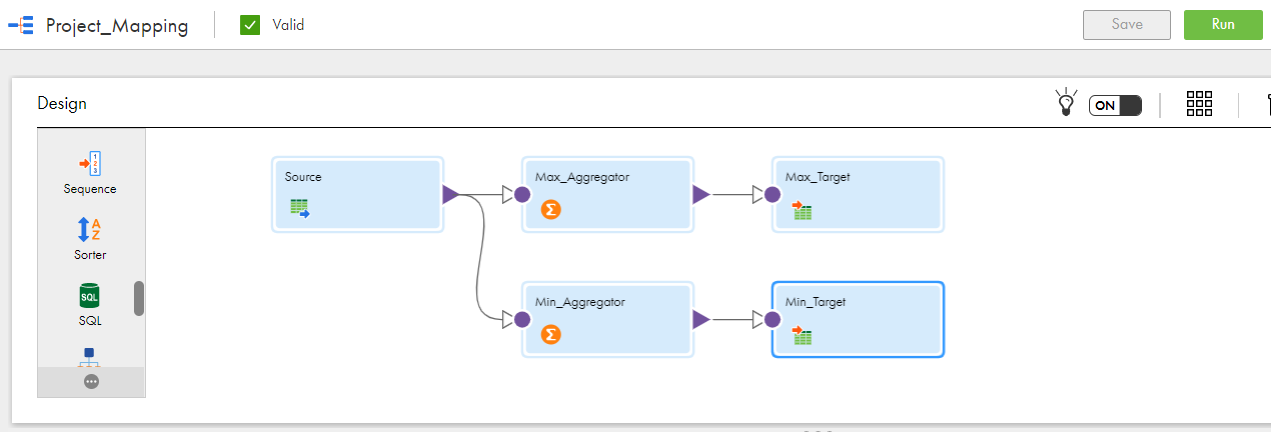 Project_Mapping
Valid
Save
Run
Design
ON
Sequence
Sorter
SQL
SQL
Source
Max_Aggregator
Max_Target
Min_Aggregator
Min_Target